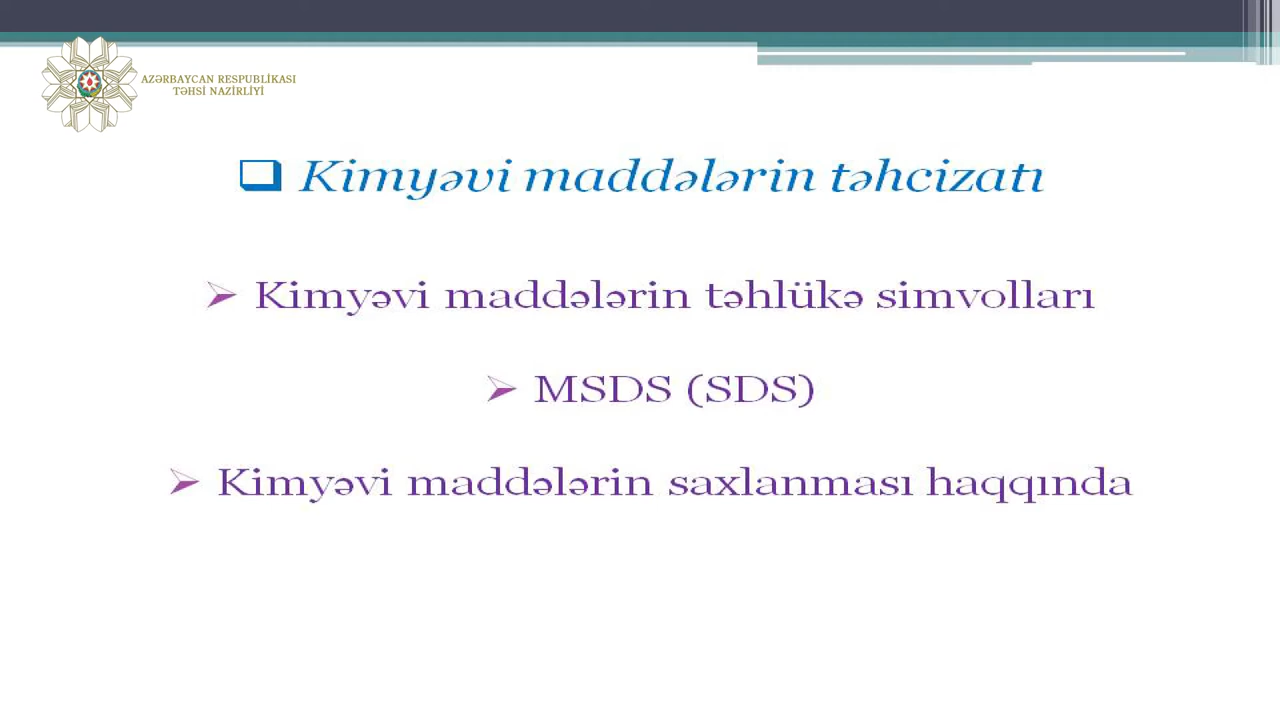 AZƏRBAYCAN RESPUBLİKASI
TƏHSİ NAZİRLİYİ
Kimyəvi maddələrin təhcizatı
Kimyəvi maddələrin təhlükə simvolları
MSDS (SDS)
Kimyəvi maddələrin saxlanması haqqında